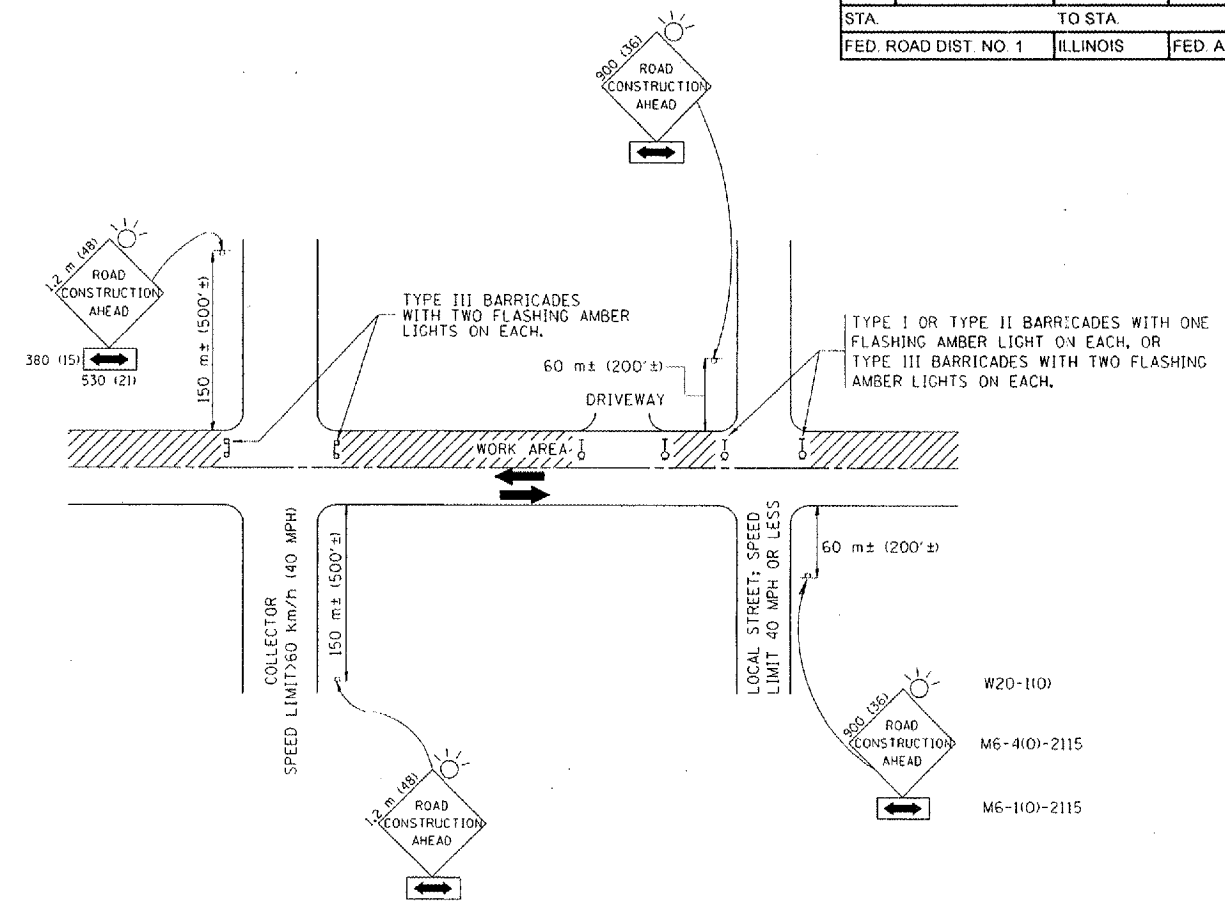 STA. TO STA.
FED. ROAD DIST. NO. 1 ILLINOIS FED. A
900 (36)
ROAD
CONSTRUCTION
AHEAD
1.2 m (48)
ROAD
CONSTRUCTION
AHEAD
380 (15)
530 (21)
150 m± (500'±)
TYPE III BARRICADES
WITH TWO FLASHING AMBER
LIGHTS ON EACH.
60 m± (200'±)
DRIVEWAY
TYPE I OR TYPE II BARRICADES WITH ONE
FLASHING AMBER LIGHT ON EACH, OR
TYPE III BARRICADES WITH TWO FLASHING
AMBER LIGHTS ON EACH.
WORK AREA
COLLECTOR
SPEED LIMIT>60 km/h (40 MPH)
150 m± (500'±)
LOCAL STREET; SPEED
LIMIT 40 MPH OR LESS
60 m± (200'±)
1.2 m (48)
ROAD
CONSTRUCTION
AHEAD
900 (36)
ROAD
CONSTRUCTION
AHEAD
W20-1(O)
M6-4(O)-2115
M6-1(O)-2115